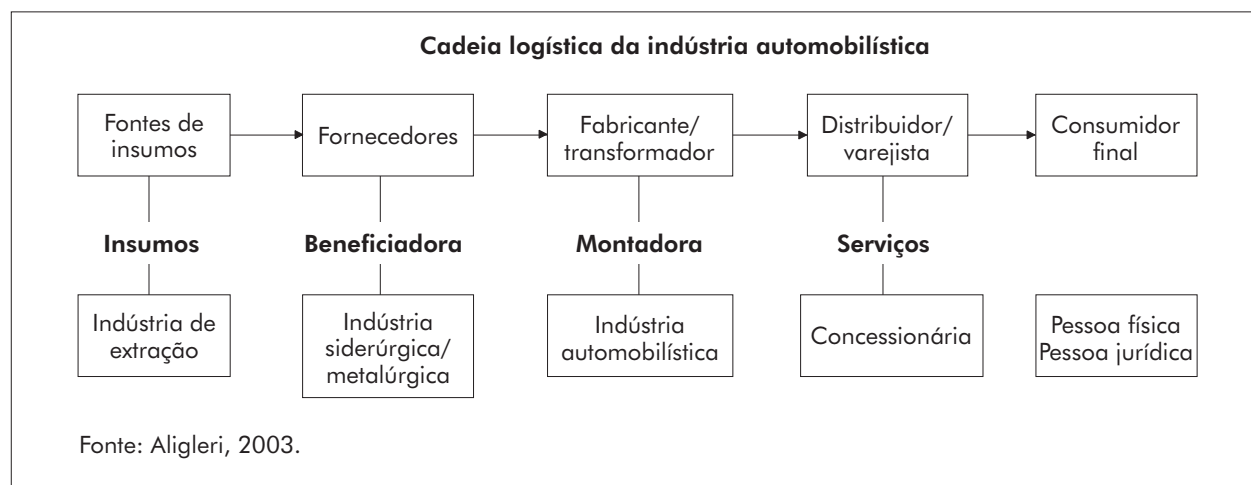 Cadeia logística da indústria automobilística
Fontes de
insumos
Fornecedores
Fabricante/
transformador
Distribuidor/
varejista
Consumidor
final
Insumos
Beneficiadora
Montadora
Serviços
Indústria de
extração
Indústria
siderúrgica/
metalúrgica
Indústria
automobilística
Concessionária
Pessoa física
Pessoa jurídica
Fonte: Aligleri, 2003.